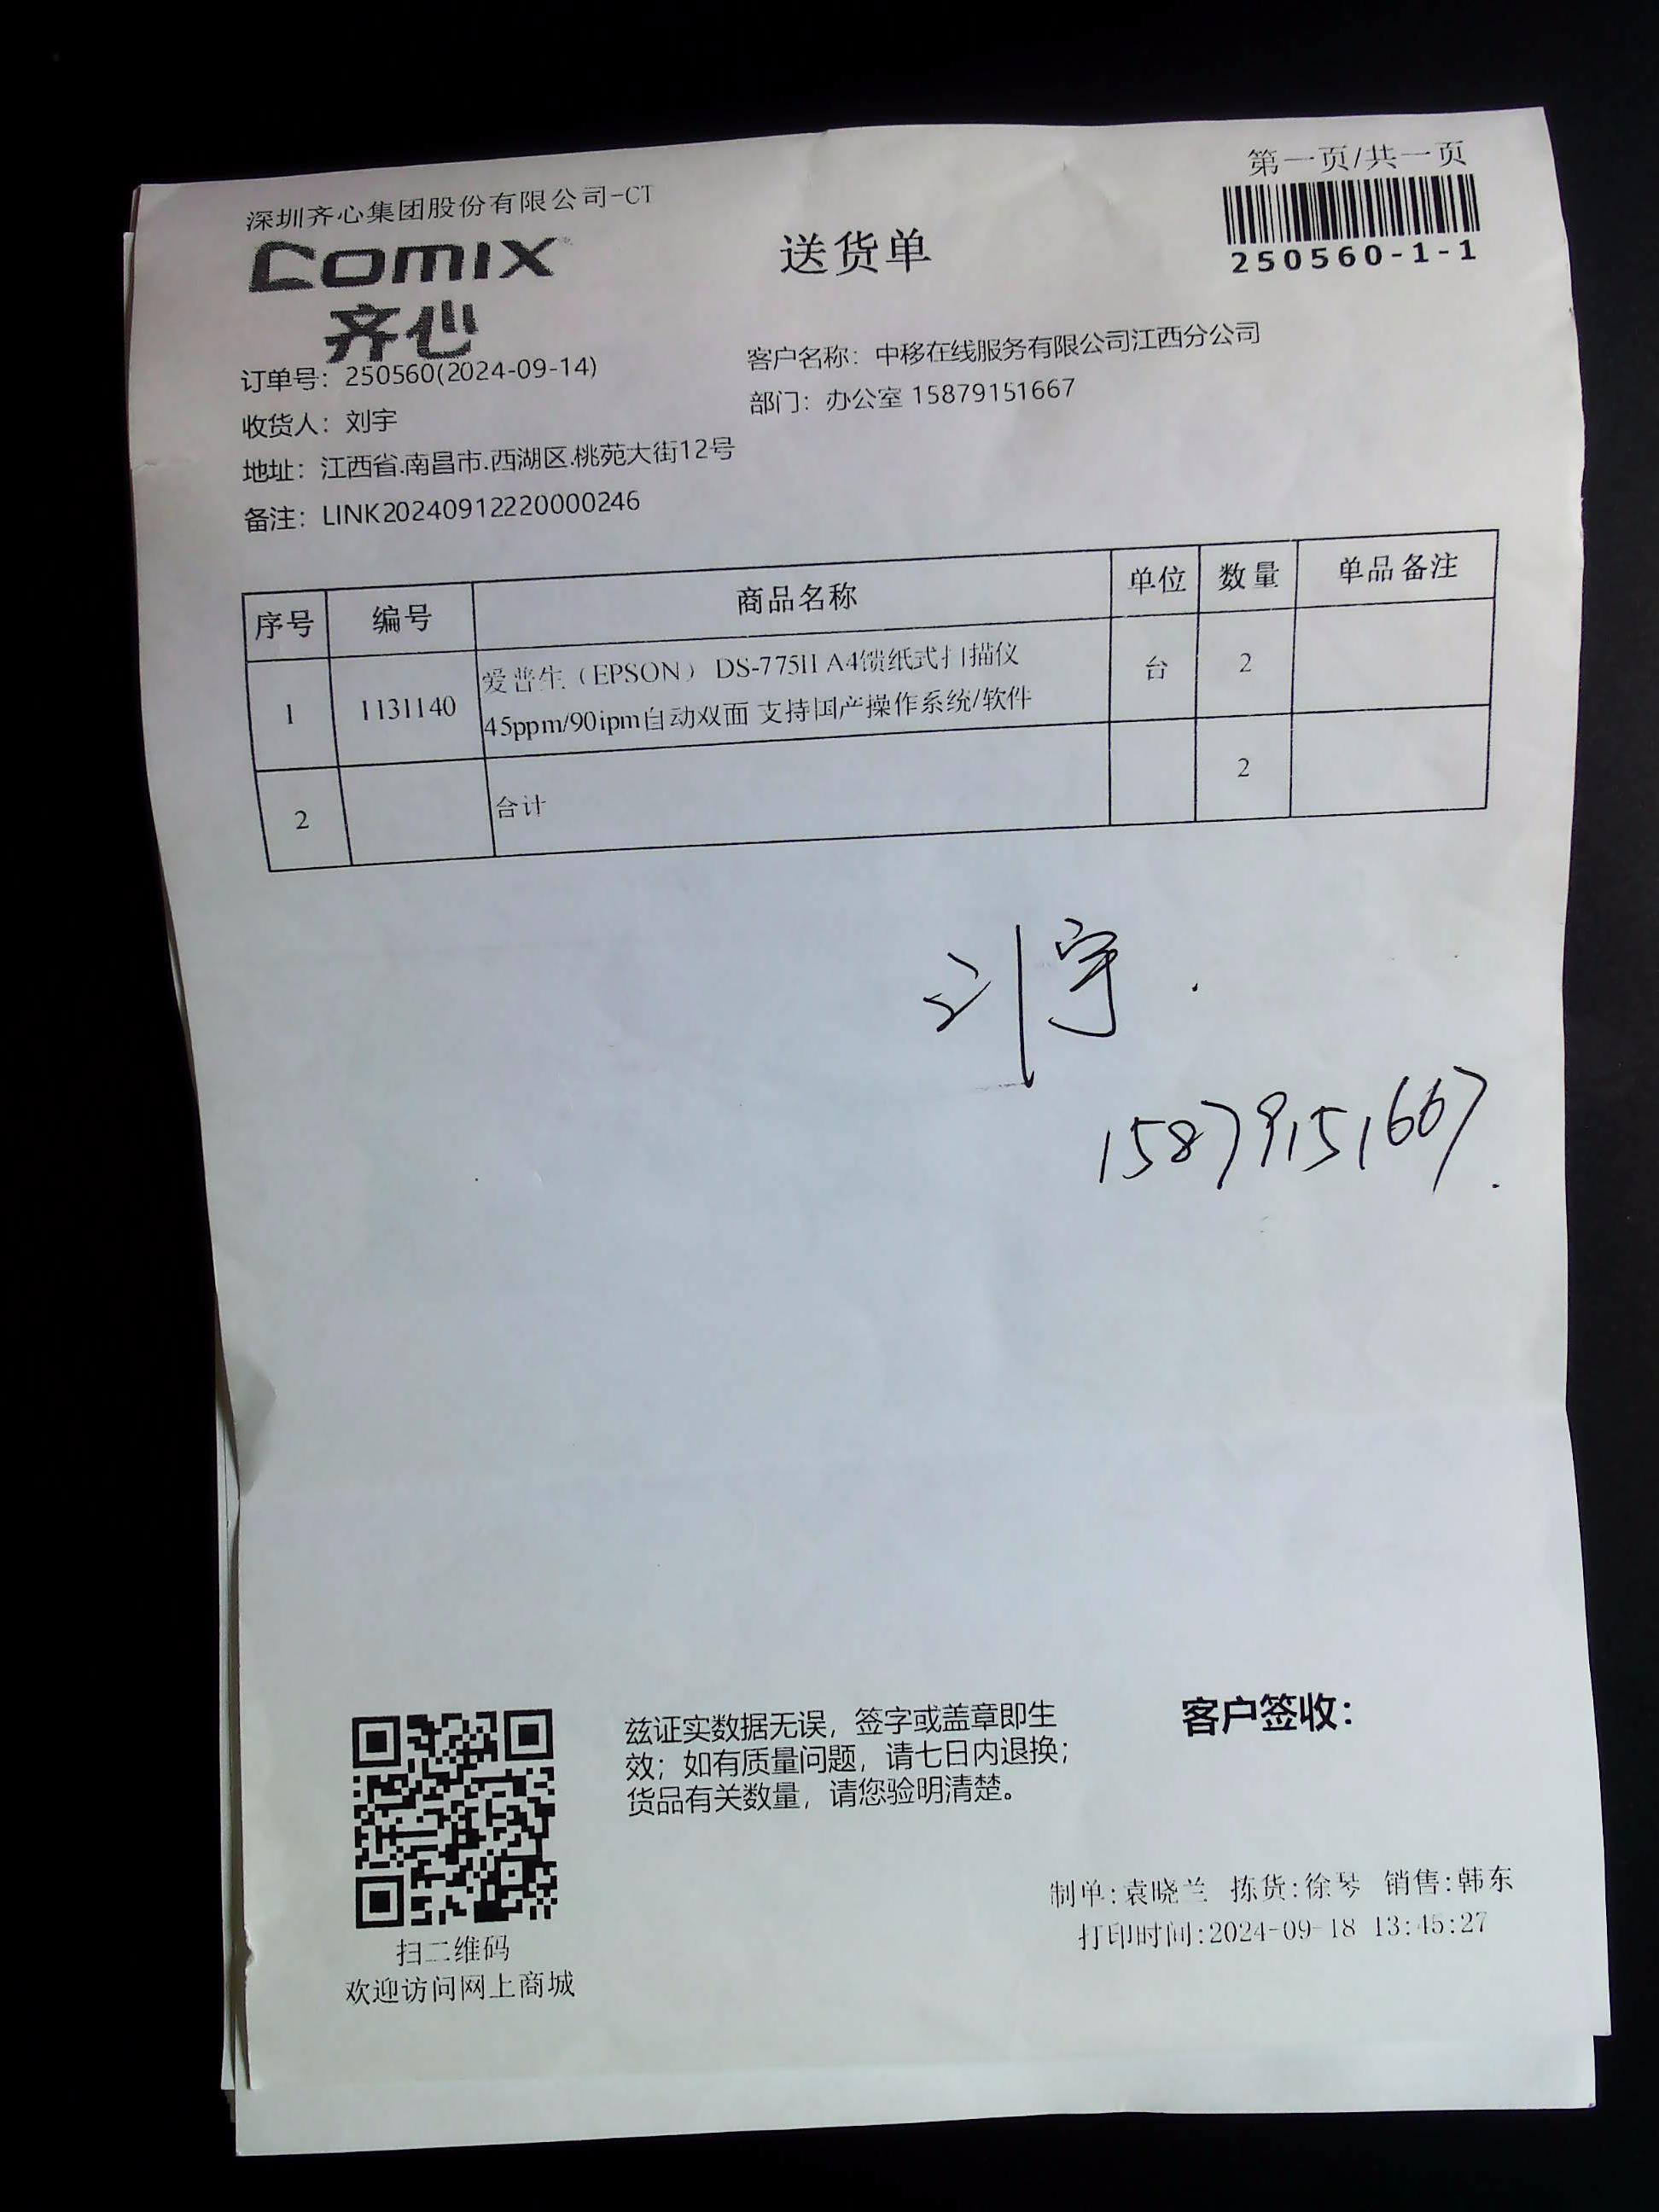 第一页/共一页
深圳齐心集团股份有限公司-CT
comix
齐心
送货单
250560-1-1
订单号：250560(2024-09-14)
客户名称：中移在线服务有限公司江西分公司
收货人：刘宇
部门：办公室 15879151667
地址：江西省.南昌市.西湖区.桃苑大街12号
备注：LINK20240912220000246
序号 编号 商品名称 单位 数量 单品备注
1 1131140 爱普生（EPSON） DS-775II A4馈纸式扫描仪 台 2
45ppm/90ipm自动双面 支持国产操作系统/软件
2 合计 2
刘宇
15879151667
兹证实数据无误，签字或盖章即生
效；如有质量问题，请七日内退换；
货品有关数量，请您验明清楚。
客户签收：
制单:袁晓兰 拣货:徐琴 销售:韩东
打印时间:2024-09-18 13:45:27
扫二维码
欢迎访问网上商城